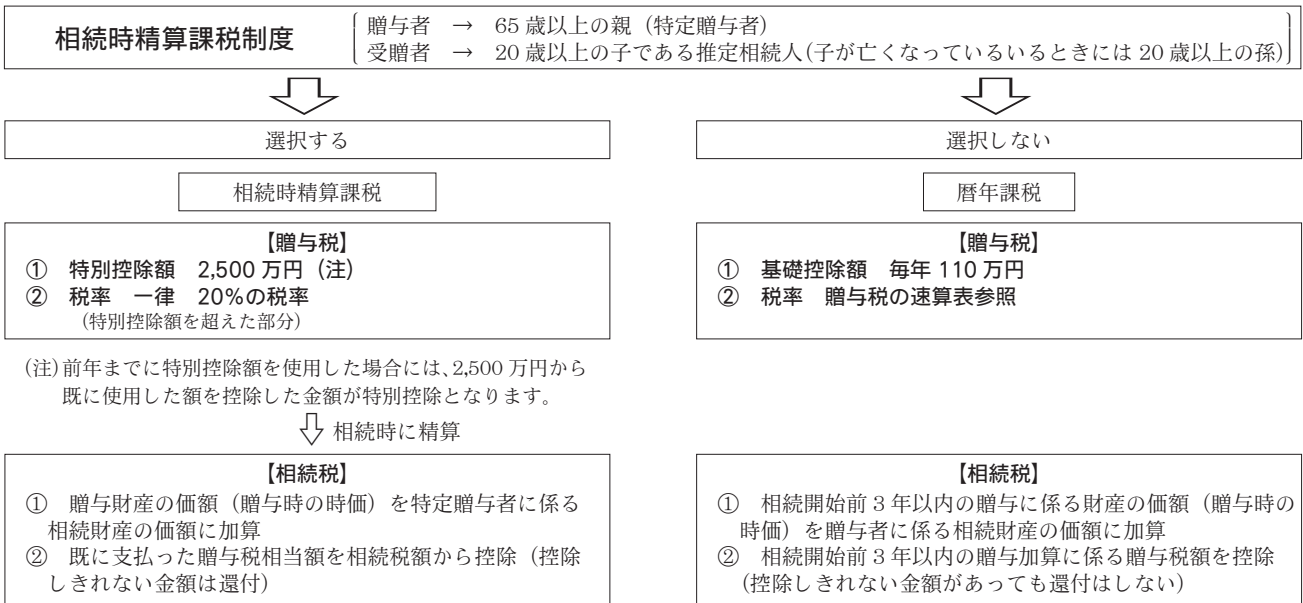 相続時精算課税制度
贈与者 → 65 歳以上の親（特定贈与者）
受贈者 → 20 歳以上の子である推定相続人（子が亡くなっているいるときには 20 歳以上の孫）
選択する
相続時精算課税
【贈与税】
① 特別控除額 2,500 万円（注）
② 税率 一律 20％の税率
（特別控除額を超えた部分）
（注）前年までに特別控除額を使用した場合には、2,500 万円から
既に使用した額を控除した金額が特別控除となります。
相続時に精算
【相続税】
① 贈与財産の価額（贈与時の時価）を特定贈与者に係る
相続財産の価額に加算
② 既に支払った贈与税相当額を相続税額から控除（控除
しきれない金額は還付）
選択しない
暦年課税
【贈与税】
① 基礎控除額 毎年 110 万円
② 税率 贈与税の速算表参照
【相続税】
① 相続開始前 3 年以内の贈与に係る財産の価額（贈与時の
時価）を贈与者に係る相続財産の価額に加算
② 相続開始前 3 年以内の贈与加算に係る贈与税額を控除
（控除しきれない金額があっても還付はしない）